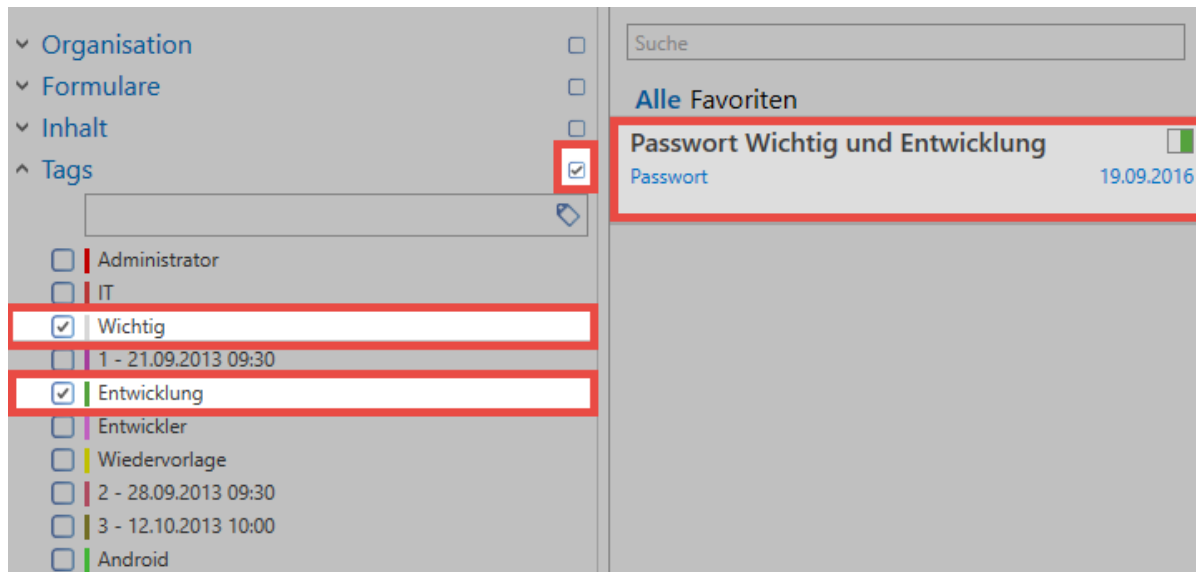 Organisation
Formulare
Inhalt
Tags
Administrator
IT
Wichtig
1 - 21.09.2013 09:30
Entwicklung
Entwickler
Wiedervorlage
2 - 28.09.2013 09:30
3 - 12.10.2013 10:00
Android
Suche
Alle Favoriten
Passwort Wichtig und Entwicklung
Passwort 19.09.2016